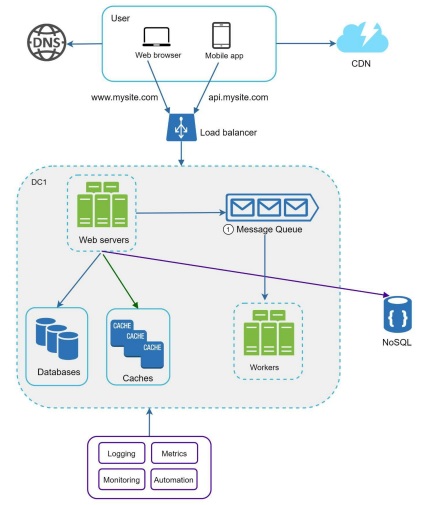 User
DNS
Web browser
Mobile app
CDN
www.mysite.com
api.mysite.com
Load balancer
DC1
Web servers
1 Message Queue
CACHE
CACHE
CACHE
Databases
Caches
Workers
NoSQL
Logging
Metrics
Monitoring
Automation